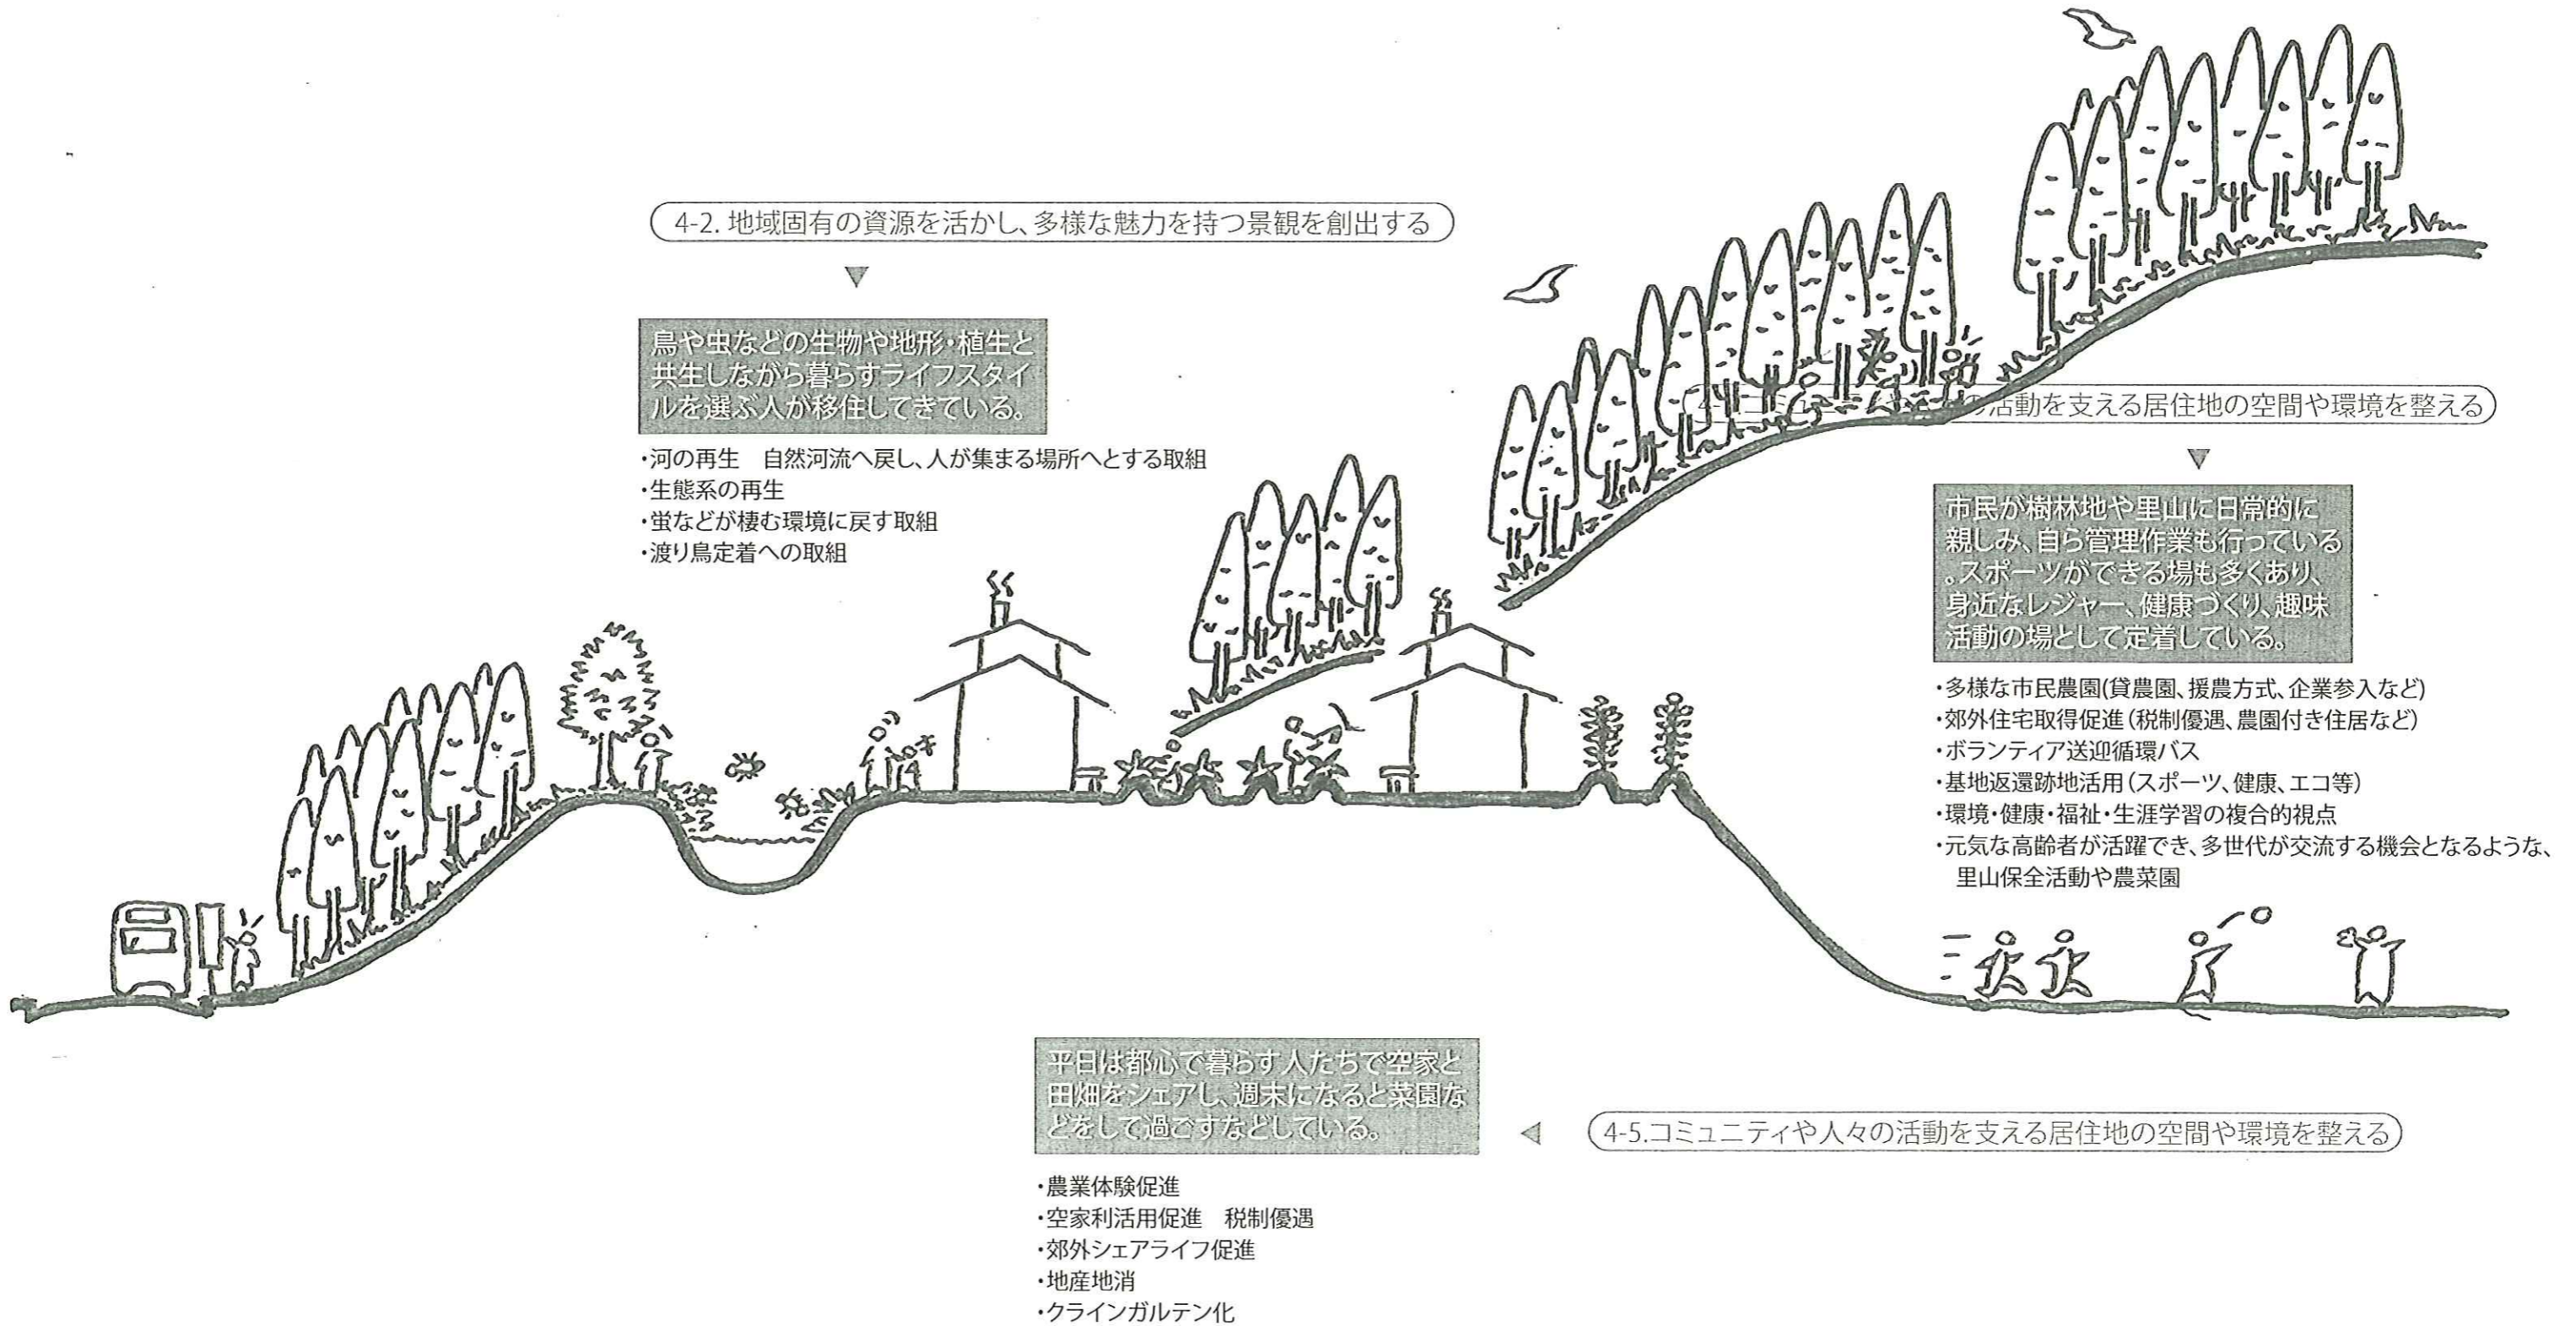 4-2. 地域固有の資源を活かし、多様な魅力を持つ景観を創出する
鳥や虫などの生物や地形・植生と
共生しながら暮らすライフスタイ
ルを選ぶ人が移住してきている。
・河の再生　自然河流へ戻し、人が集まる場所へとする取組
・生態系の再生
・蛍などが棲む環境に戻す取組
・渡り鳥定着への取組
の活動を支える居住地の空間や環境を整える
市民が樹林地や里山に日常的に
親しみ、自ら管理作業も行っている
。スポーツができる場も多くあり、
身近なレジャー、健康づくり、趣味
活動の場として定着している。
・多様な市民農園(貸農園、援農方式、企業参入など)
・郊外住宅取得促進（税制優遇、農園付き住居など）
・ボランティア送迎循環バス
・基地返還跡地活用（スポーツ、健康、エコ等）
・環境・健康・福祉・生涯学習の複合的視点
・元気な高齢者が活躍でき、多世代が交流する機会となるような、
里山保全活動や農菜園
平日は都心で暮らす人たちで空家と
田畑をシェアし、週末になると菜園な
どをして過ごすなどしている。
4-5.コミュニティや人々の活動を支える居住地の空間や環境を整える
・農業体験促進
・空家利活用促進　税制優遇
・郊外シェアライフ促進
・地産地消
・クラインガルテン化